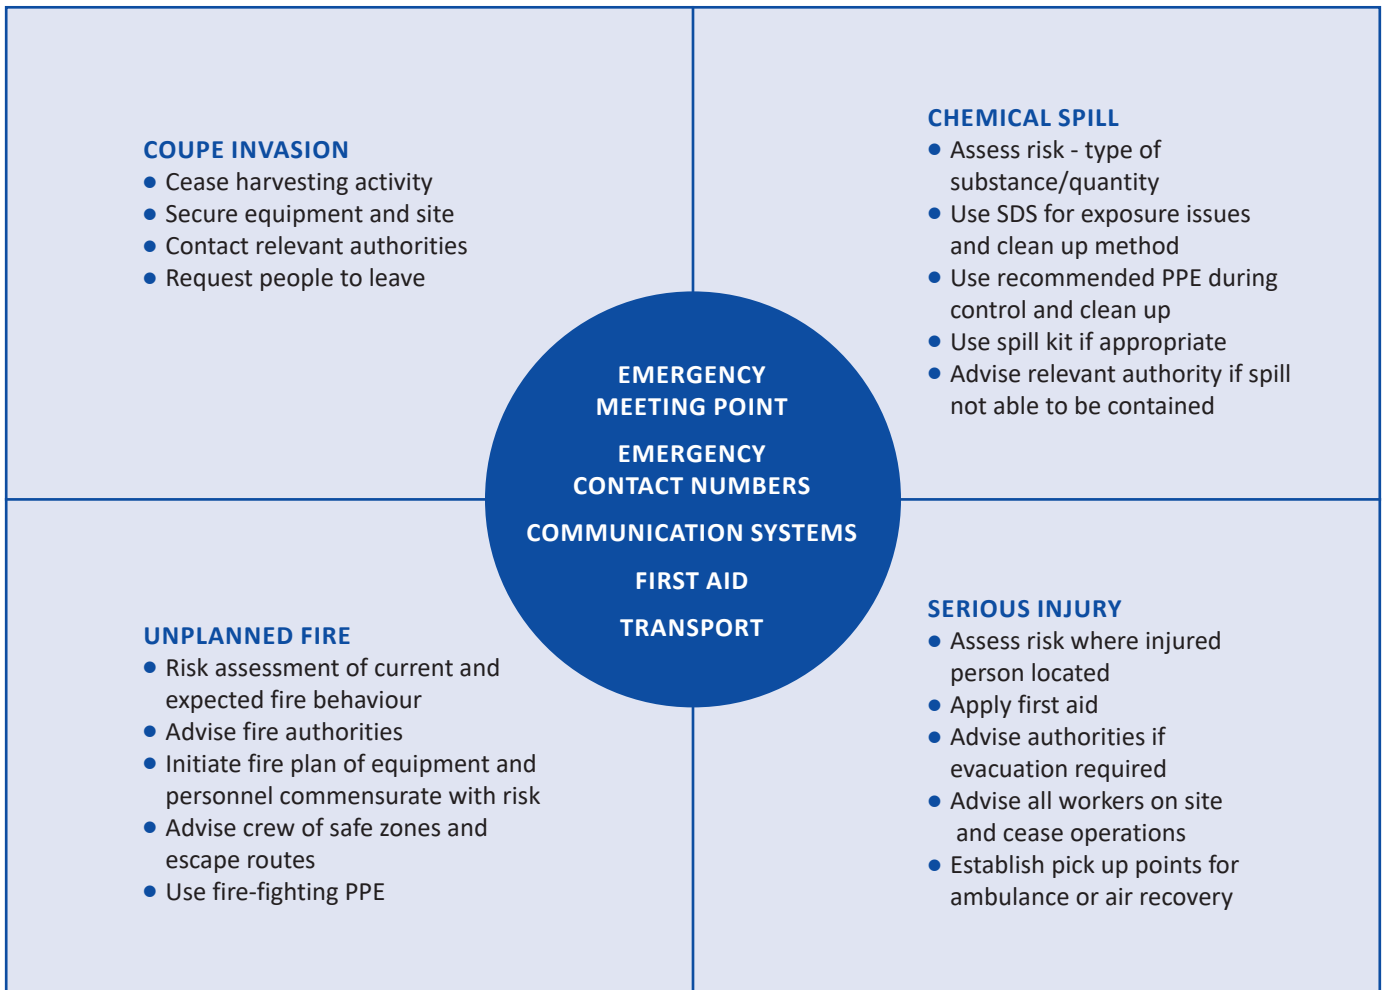 COUPE INVASION
● Cease harvesting activity
● Secure equipment and site
● Contact relevant authorities
● Request people to leave
CHEMICAL SPILL
● Assess risk - type of
substance/quantity
● Use SDS for exposure issues
and clean up method
● Use recommended PPE during
control and clean up
● Use spill kit if appropriate
● Advise relevant authority if spill
not able to be contained
EMERGENCY
MEETING POINT
EMERGENCY
CONTACT NUMBERS
COMMUNICATION SYSTEMS
FIRST AID
TRANSPORT
UNPLANNED FIRE
● Risk assessment of current and
expected fire behaviour
● Advise fire authorities
● Initiate fire plan of equipment and
personnel commensurate with risk
● Advise crew of safe zones and
escape routes
● Use fire-fighting PPE
SERIOUS INJURY
● Assess risk where injured
person located
● Apply first aid
● Advise authorities if
evacuation required
● Advise all workers on site
and cease operations
● Establish pick up points for
ambulance or air recovery